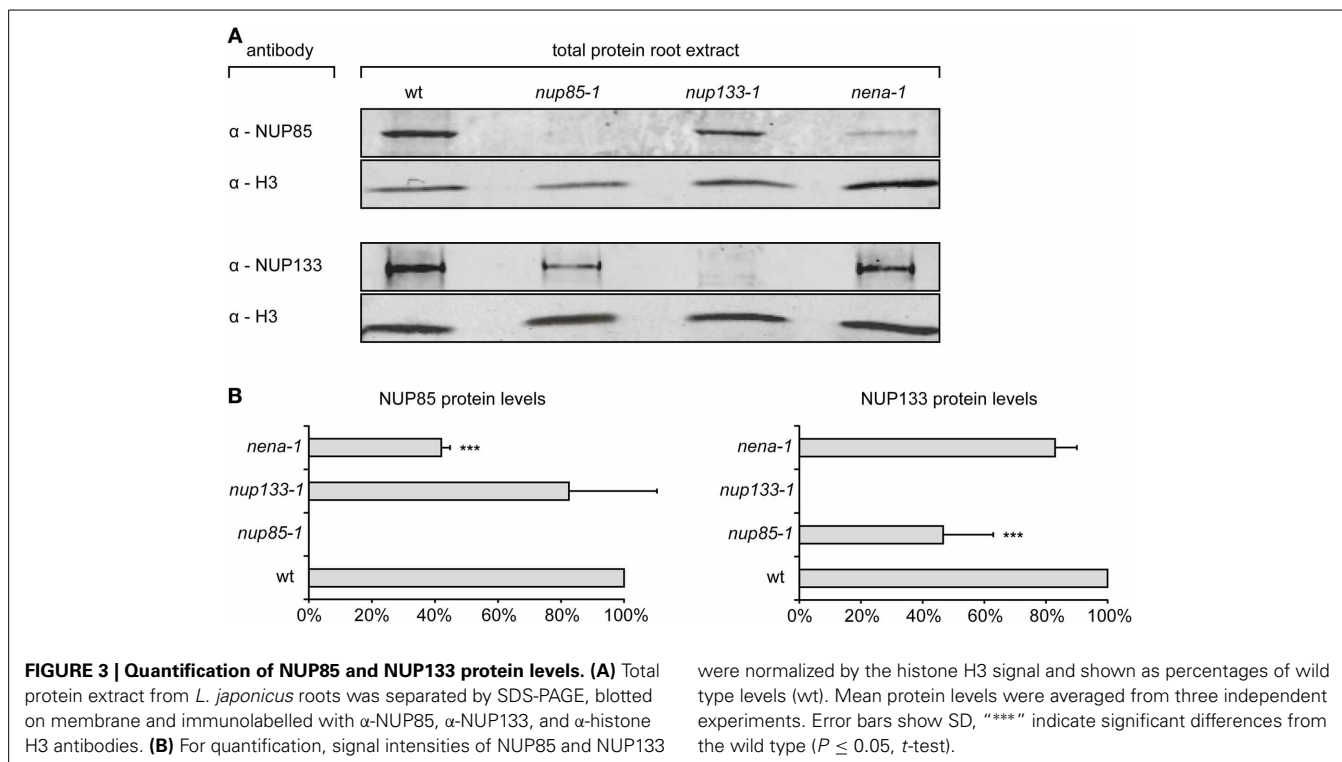 A
antibody
total protein root extract
wt nup85-1 nup133-1 nena-1
α - NUP85
α - H3
α - NUP133
α - H3
B
NUP85 protein levels
nena-1
***
nup133-1
nup85-1
wt
0% 20% 40% 60% 80% 100%
NUP133 protein levels
nena-1
nup133-1
nup85-1
***
wt
0% 20% 40% 60% 80% 100%
FIGURE 3 | Quantification of NUP85 and NUP133 protein levels. (A) Total
protein extract from L. japonicus roots was separated by SDS-PAGE, blotted
on membrane and immunolabelled with α-NUP85, α-NUP133, and α-histone
H3 antibodies. (B) For quantification, signal intensities of NUP85 and NUP133
were normalized by the histone H3 signal and shown as percentages of wild
type levels (wt). Mean protein levels were averaged from three independent
experiments. Error bars show SD, "***" indicate significant differences from
the wild type (P ≤ 0.05, t-test).